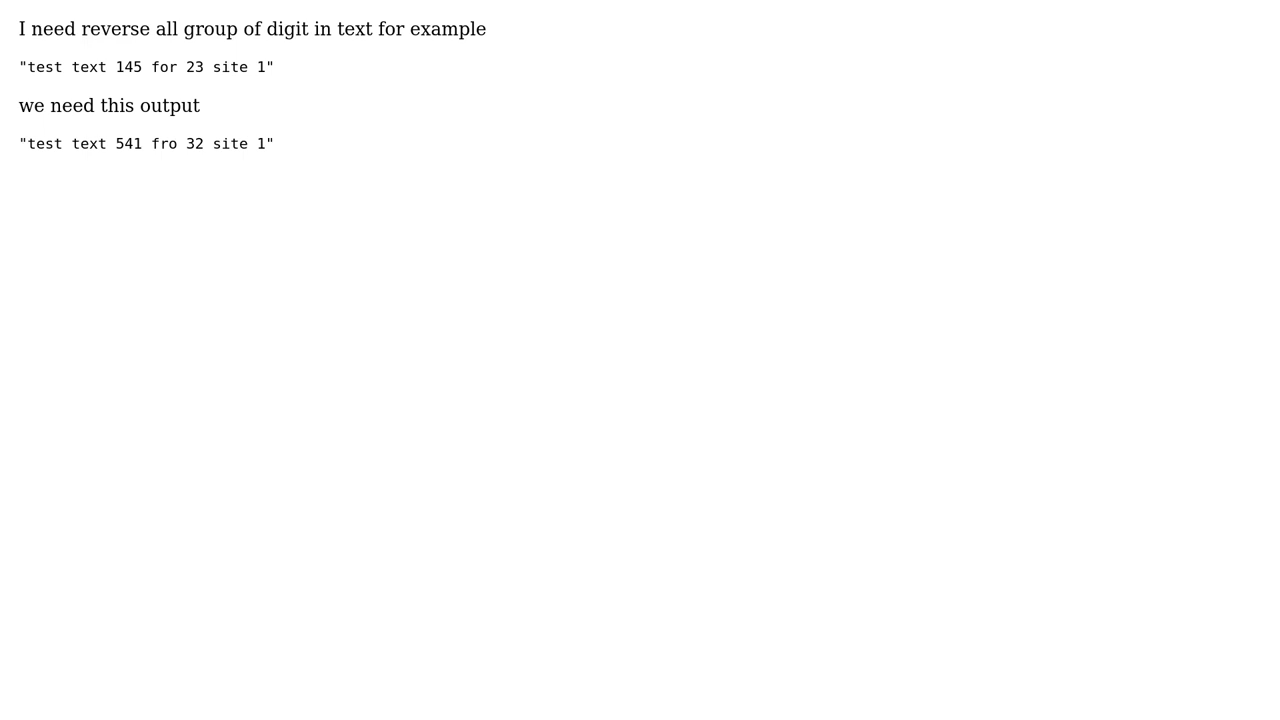 I need reverse all group of digit in text for example
"test text 145 for 23 site 1"
we need this output
"test text 541 fro 32 site 1"